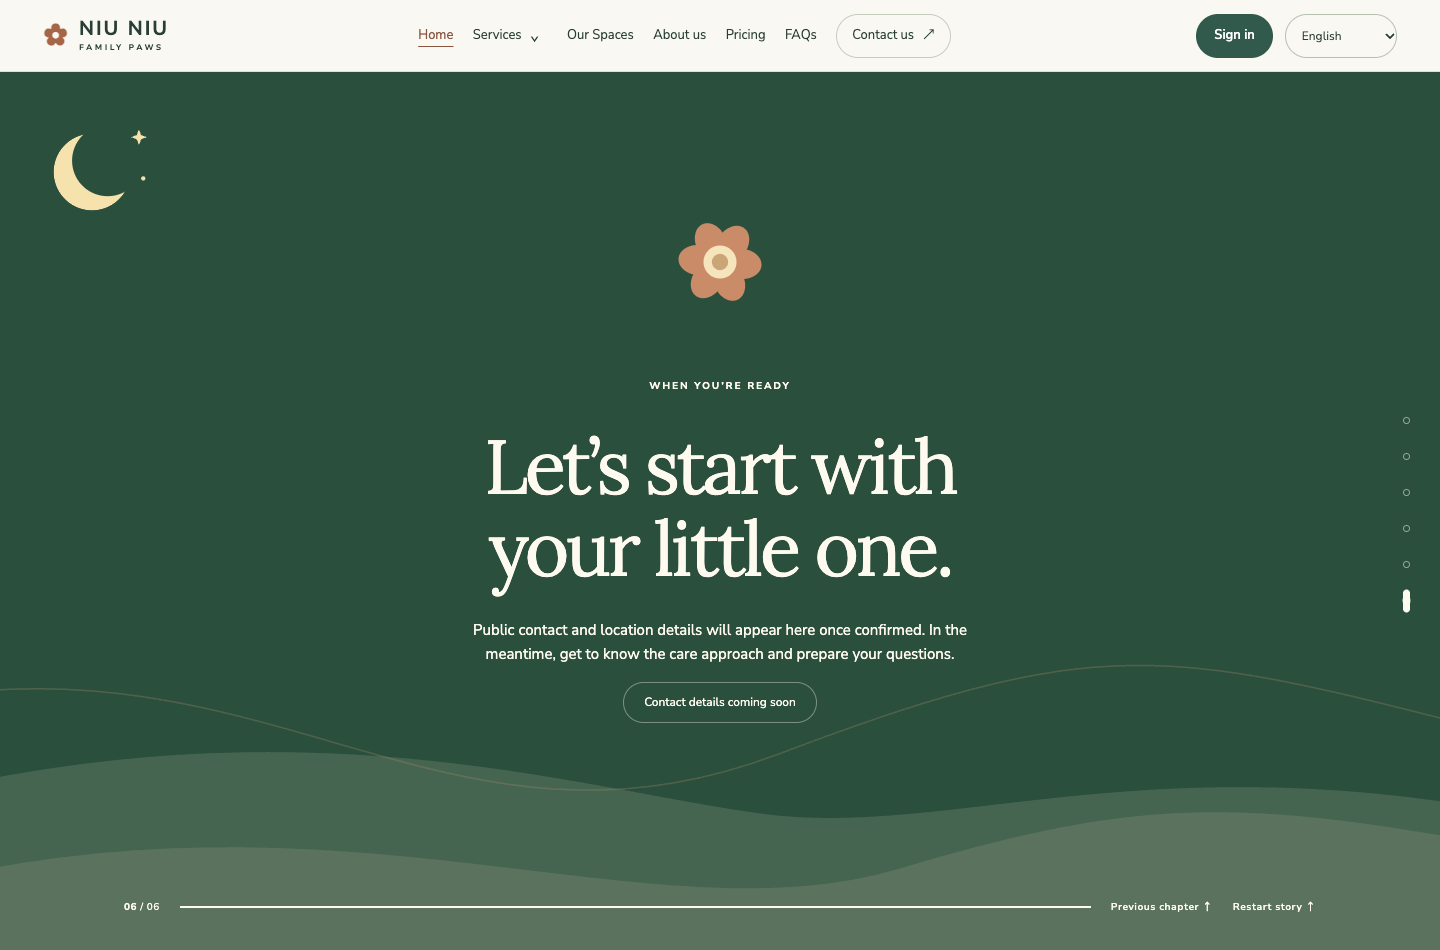 NIU NIU
FAMILY PAWS
Home
Services
Our Spaces
About us
Pricing
FAQs
Contact us ↗
Sign in
English
WHEN YOU’RE READY
Let’s start with
your little one.
Public contact and location details will appear here once confirmed. In the
meantime, get to know the care approach and prepare your questions.
Contact details coming soon
06 / 06
Previous chapter ↑
Restart story ↑